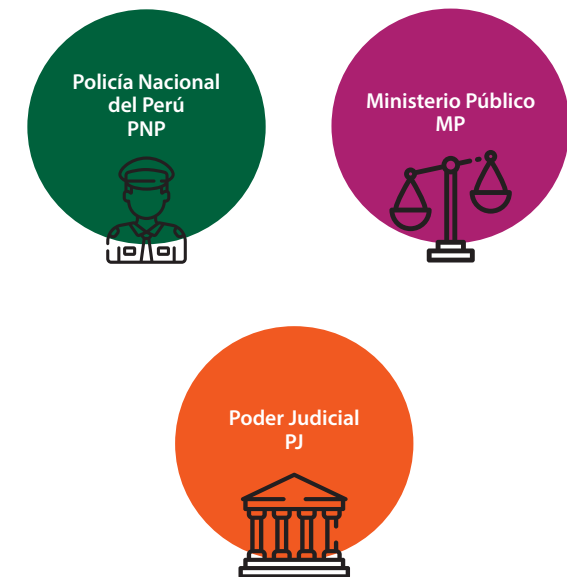 Policía Nacional
del Perú
PNP
Ministerio Público
MP
Poder Judicial
PJ